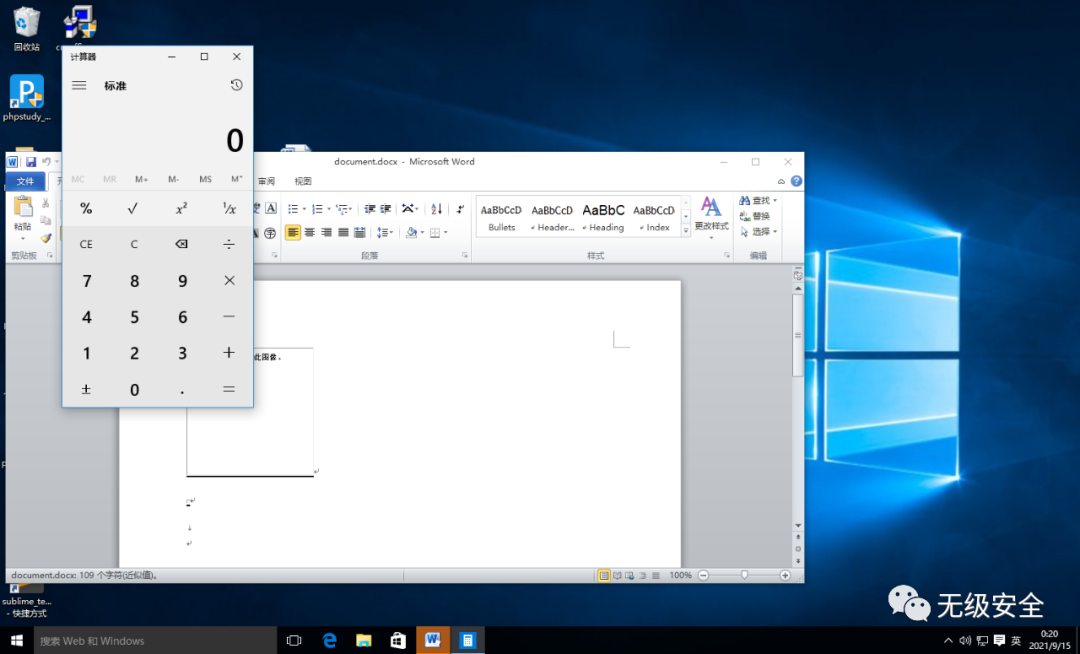 回收站
phpstudy_...
计算器
标准
0
MC MR M+ M- MS M˅
% √ x² ¹/x
CE C ⌫ ÷
7 8 9 ×
4 5 6 −
1 2 3 +
± 0 . =
document.docx - Microsoft Word
文件 审阅 视图
粘贴
AaBbCcD AaBbCcD AaBbC AaBbCcD
Bullets Header... Heading Index
更改样式
查找
替换
选择
剪贴板 段落 样式 编辑
此图像。
document.docx: 109 个字符(近似值)。
100%
sublime_te...
- 快捷方式
无级安全
搜索 Web 和 Windows
英
0:20
2021/9/15